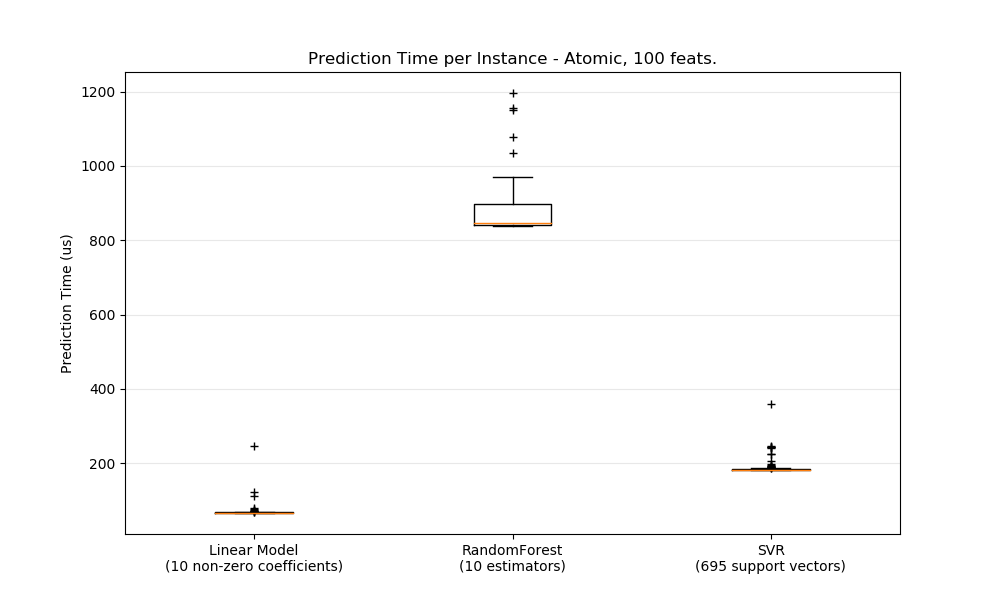 Prediction Time per Instance - Atomic, 100 feats.
1200
1000
800
600
400
200
Prediction Time (us)
Linear Model
(10 non-zero coefficients)
RandomForest
(10 estimators)
SVR
(695 support vectors)